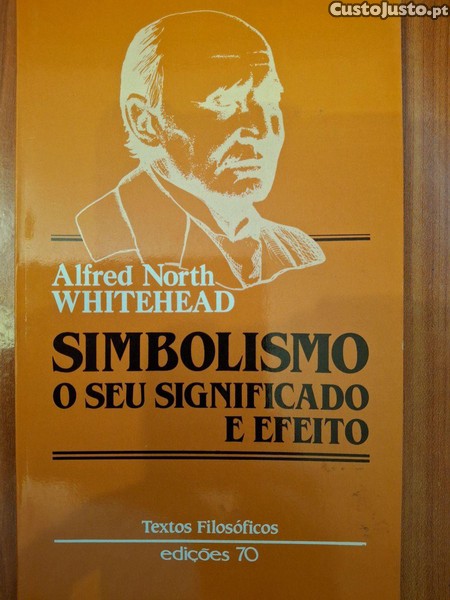 CustoJusto.pt
Alfred North
WHITEHEAD
SIMBOLISMO
O SEU SIGNIFICADO
E EFEITO
Textos Filosóficos
edições 70